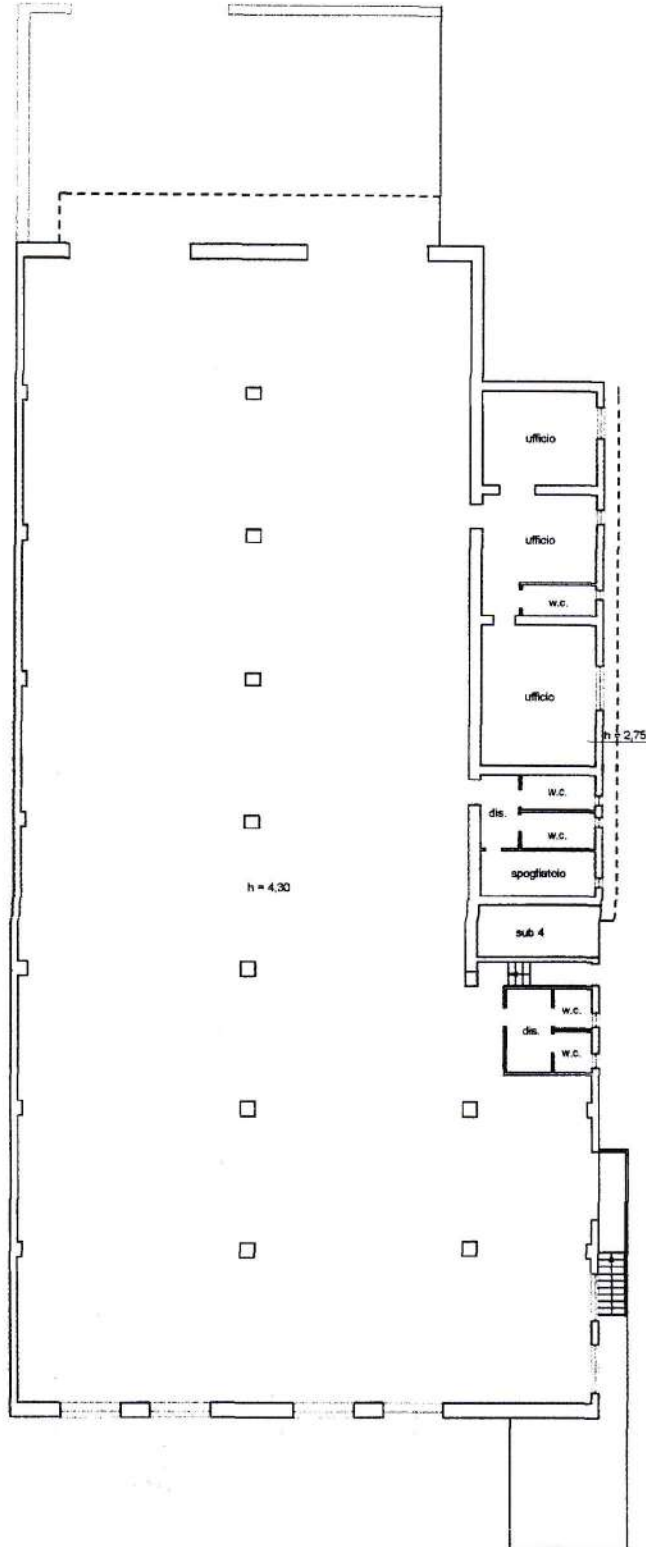 ufficio
ufficio
w.c.
ufficio
h = 2,75
w.c.
dis.
w.c.
spogliatoio
h = 4,30
sub 4
w.c.
dis.
w.c.